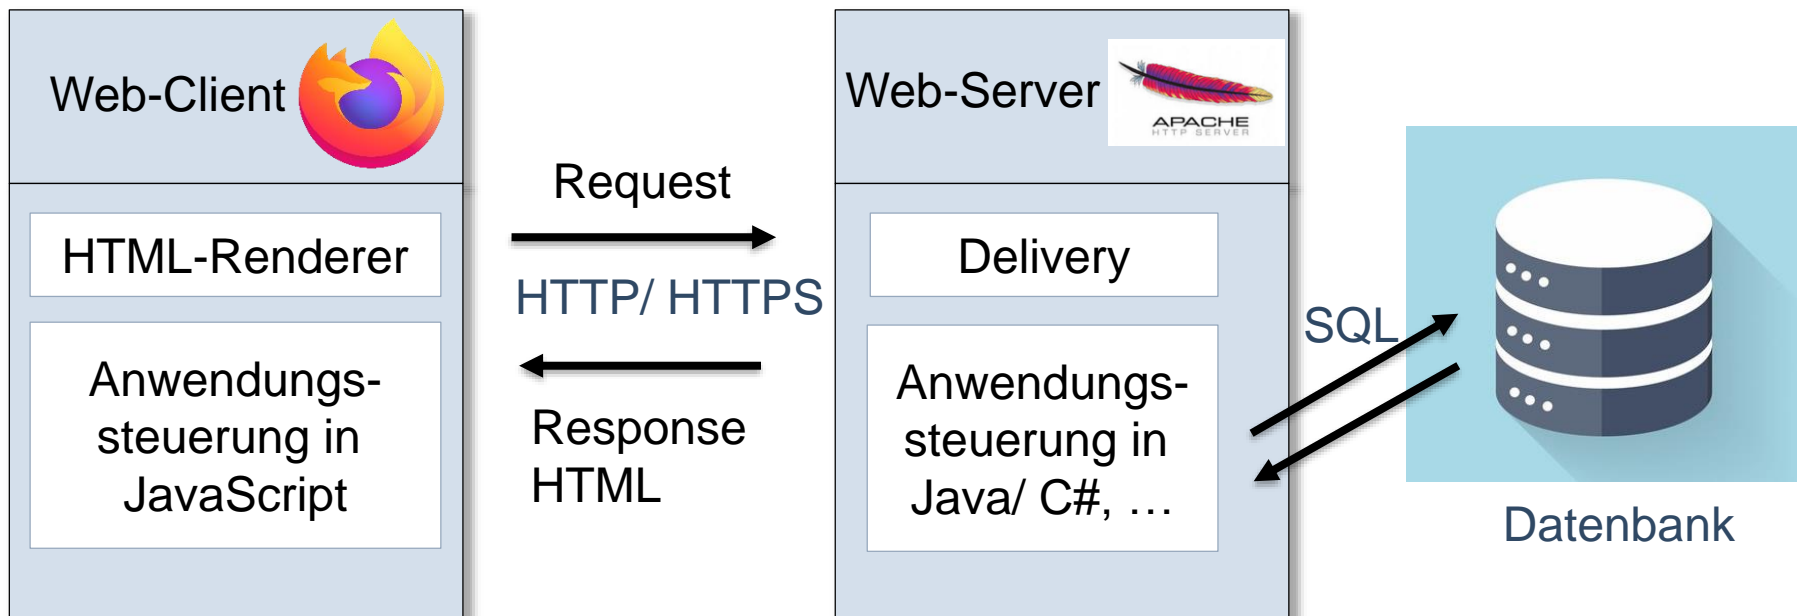 Web-Client
HTML-Renderer
Anwendungs-
steuerung in
JavaScript
Request
HTTP/ HTTPS
Response
HTML
Web-Server
APACHE
HTTP SERVER
Delivery
Anwendungs-
steuerung in
Java/ C#, …
SQL
Datenbank